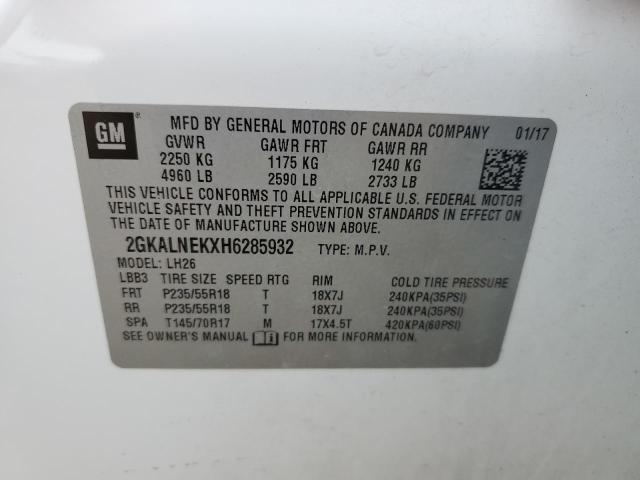 GM ®
MFD BY GENERAL MOTORS OF CANADA COMPANY 01/17
GVWR GAWR FRT GAWR RR
2250 KG 1175 KG 1240 KG
4960 LB 2590 LB 2733 LB
THIS VEHICLE CONFORMS TO ALL APPLICABLE U.S. FEDERAL MOTOR
VEHICLE SAFETY AND THEFT PREVENTION STANDARDS IN EFFECT ON
THE DATE OF MANUFACTURE SHOWN ABOVE.
2GKALNEKXH6285932 TYPE: M.P.V.
MODEL: LH26
LBB3 TIRE SIZE SPEED RTG RIM COLD TIRE PRESSURE
FRT P235/55R18 T 18X7J 240KPA(35PSI)
RR P235/55R18 T 18X7J 240KPA(35PSI)
SPA T145/70R17 M 17X4.5T 420KPA(60PSI)
SEE OWNER'S MANUAL FOR MORE INFORMATION.